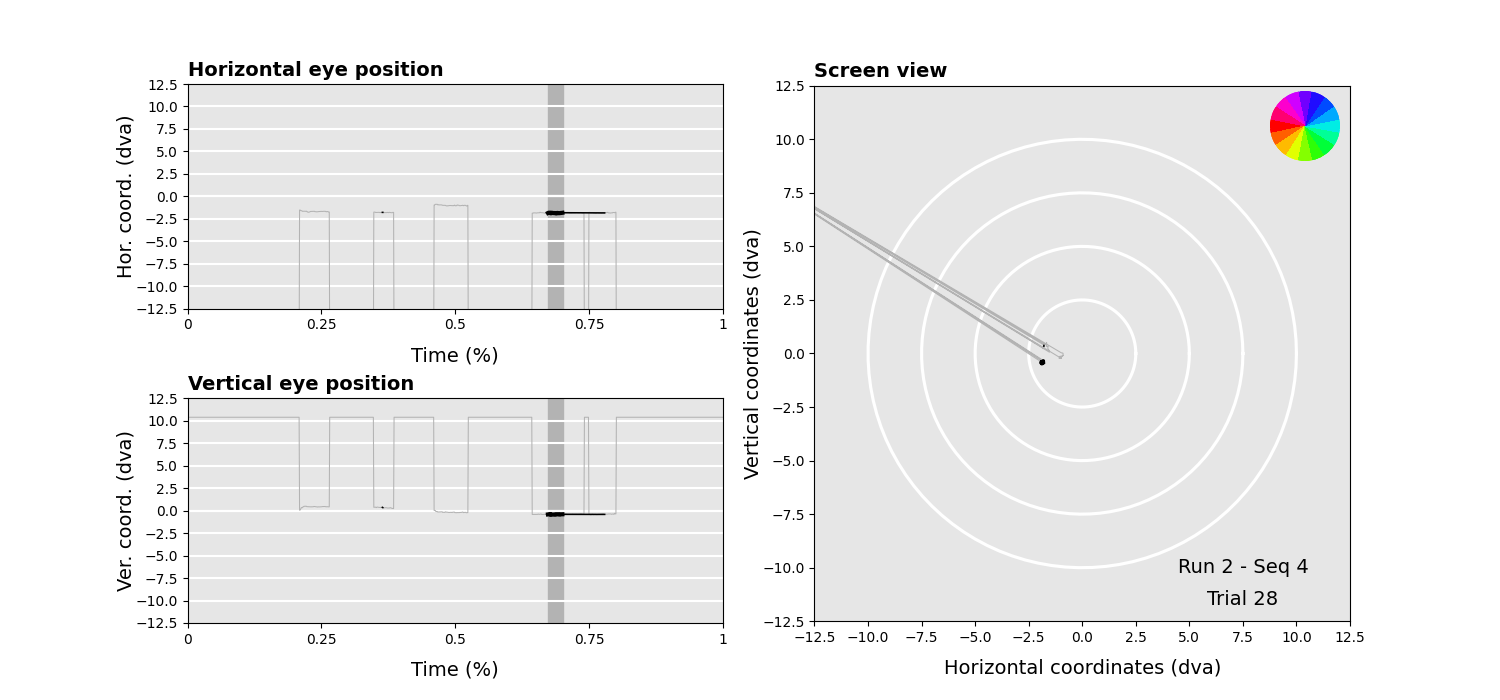 Horizontal eye position
12.5
10.0
7.5
5.0
2.5
0.0
−2.5
−5.0
−7.5
−10.0
−12.5
Hor. coord. (dva)
0 0.25 0.5 0.75 1
Time (%)
Vertical eye position
12.5
10.0
7.5
5.0
2.5
0.0
−2.5
−5.0
−7.5
−10.0
−12.5
Ver. coord. (dva)
0 0.25 0.5 0.75 1
Time (%)
Screen view
12.5
10.0
7.5
5.0
2.5
0.0
−2.5
−5.0
−7.5
−10.0
−12.5
Vertical coordinates (dva)
Run 2 - Seq 4
Trial 28
−12.5 −10.0 −7.5 −5.0 −2.5 0.0 2.5 5.0 7.5 10.0 12.5
Horizontal coordinates (dva)